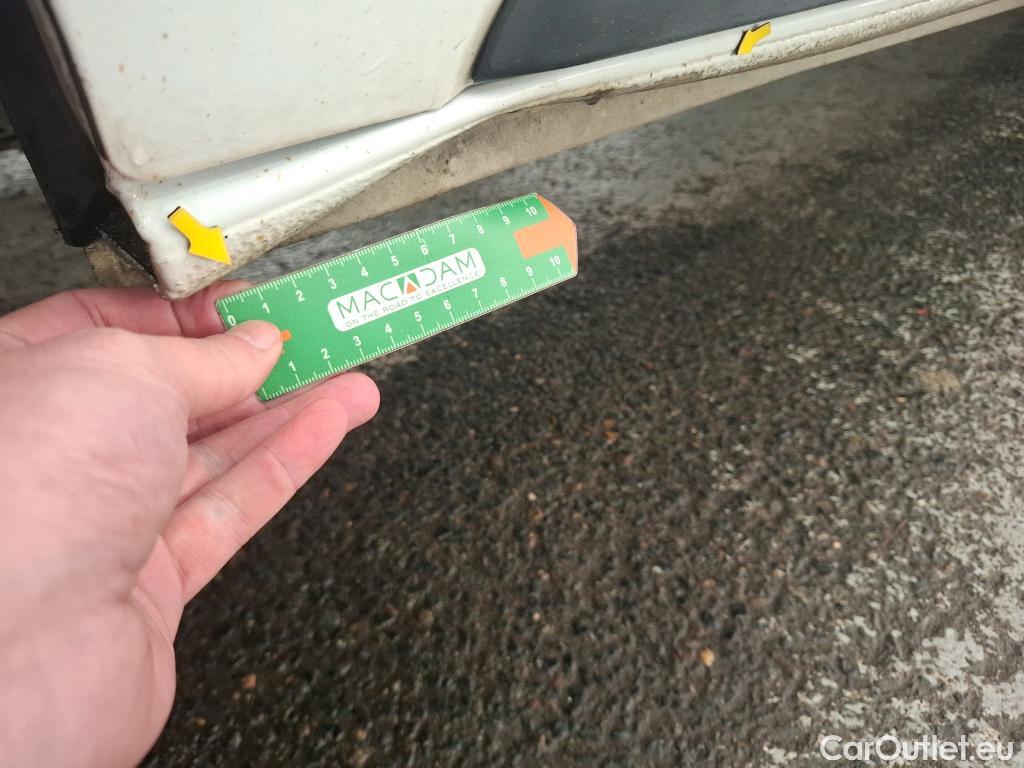 0 1 2 3 4 5 6 7 8 9 10
MACADAM
ON THE ROAD TO EXCELLENCE
1 2 3 4 5 6 7 8 9 10
CarOutlet.eu